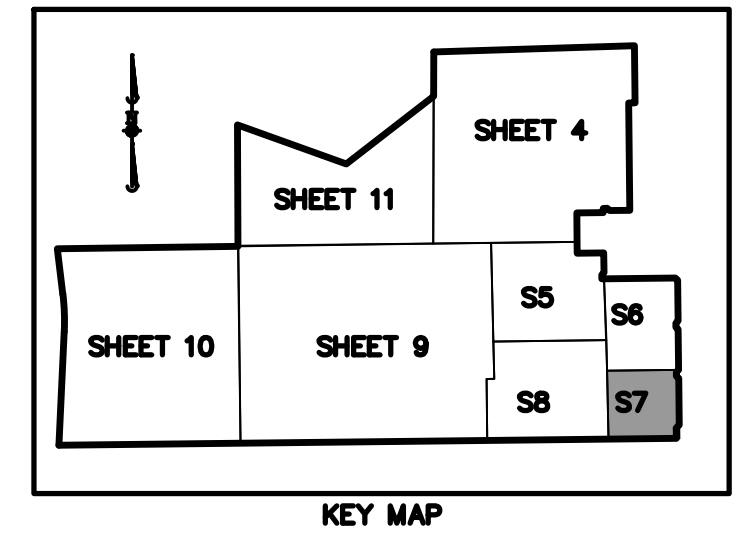 N
SHEET 4
SHEET 11
S5
S6
SHEET 10
SHEET 9
S8
S7
KEY MAP